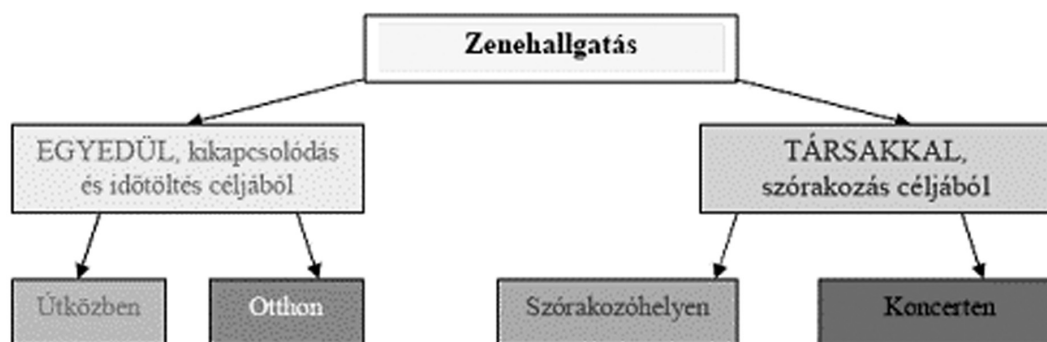 Zenehallgatás
EGYEDÜL, kikapcsolódás
és időtöltés céljából
TÁRSAKKAL,
szórakozás céljából
Útközben
Otthon
Szórakozóhelyen
Koncerten